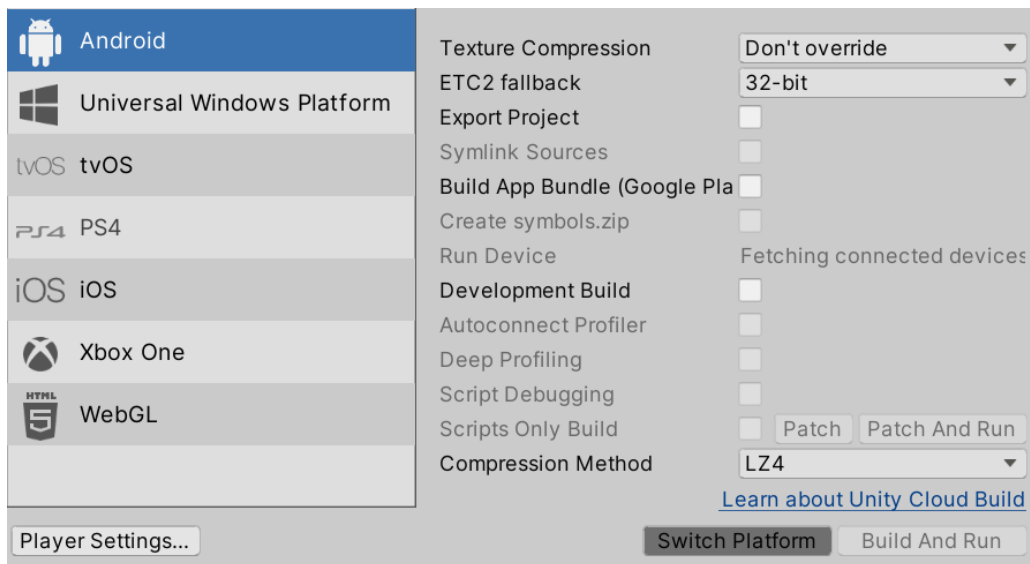 Android
Universal Windows Platform
tvOS tvOS
PS4 PS4
iOS iOS
Xbox One
HTML 5 WebGL
Texture Compression Don't override
ETC2 fallback 32-bit
Export Project
Symlink Sources
Build App Bundle (Google Pla
Create symbols.zip
Run Device Fetching connected devices
Development Build
Autoconnect Profiler
Deep Profiling
Script Debugging
Scripts Only Build Patch Patch And Run
Compression Method LZ4
Learn about Unity Cloud Build
Player Settings... Switch Platform Build And Run